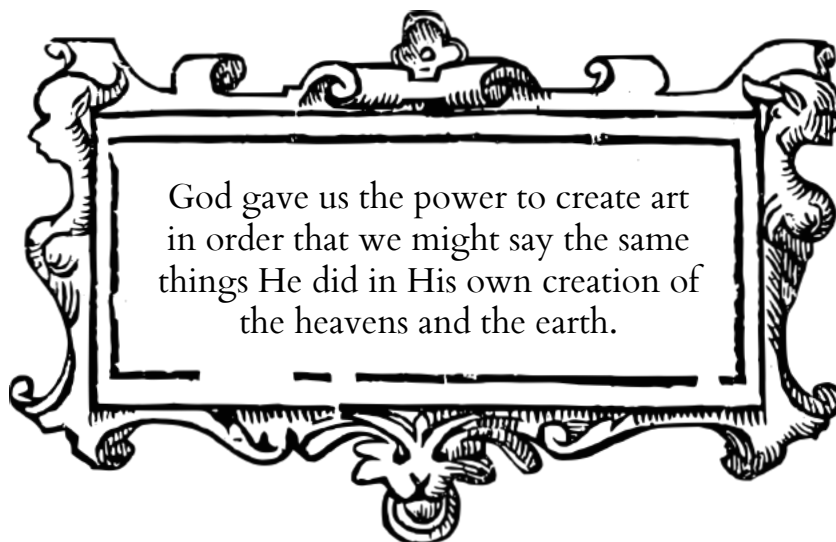 God gave us the power to create art
in order that we might say the same
things He did in His own creation of
the heavens and the earth.